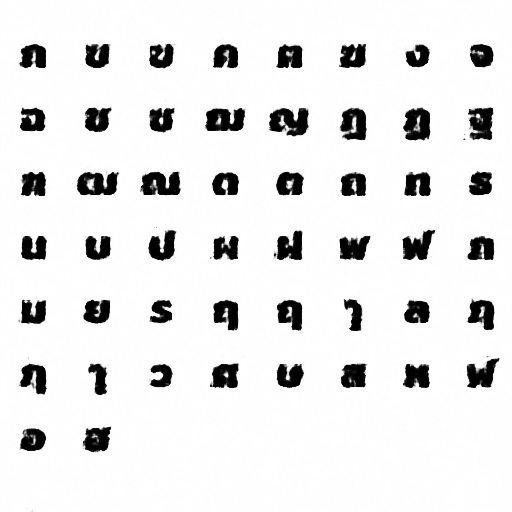 ก ข ฃ ค ฅ ฆ ง จ
ฉ ช ซ ฌ ญ ฎ ฏ ฐ
ฑ ฒ ณ ด ต ถ ท ธ
น บ ป ผ ฝ พ ฟ ภ
ม ย ร ฤ ฤ ๅ ล ฦ
ฦ ๅ ว ศ ษ ส ห ฬ
อ ฮ